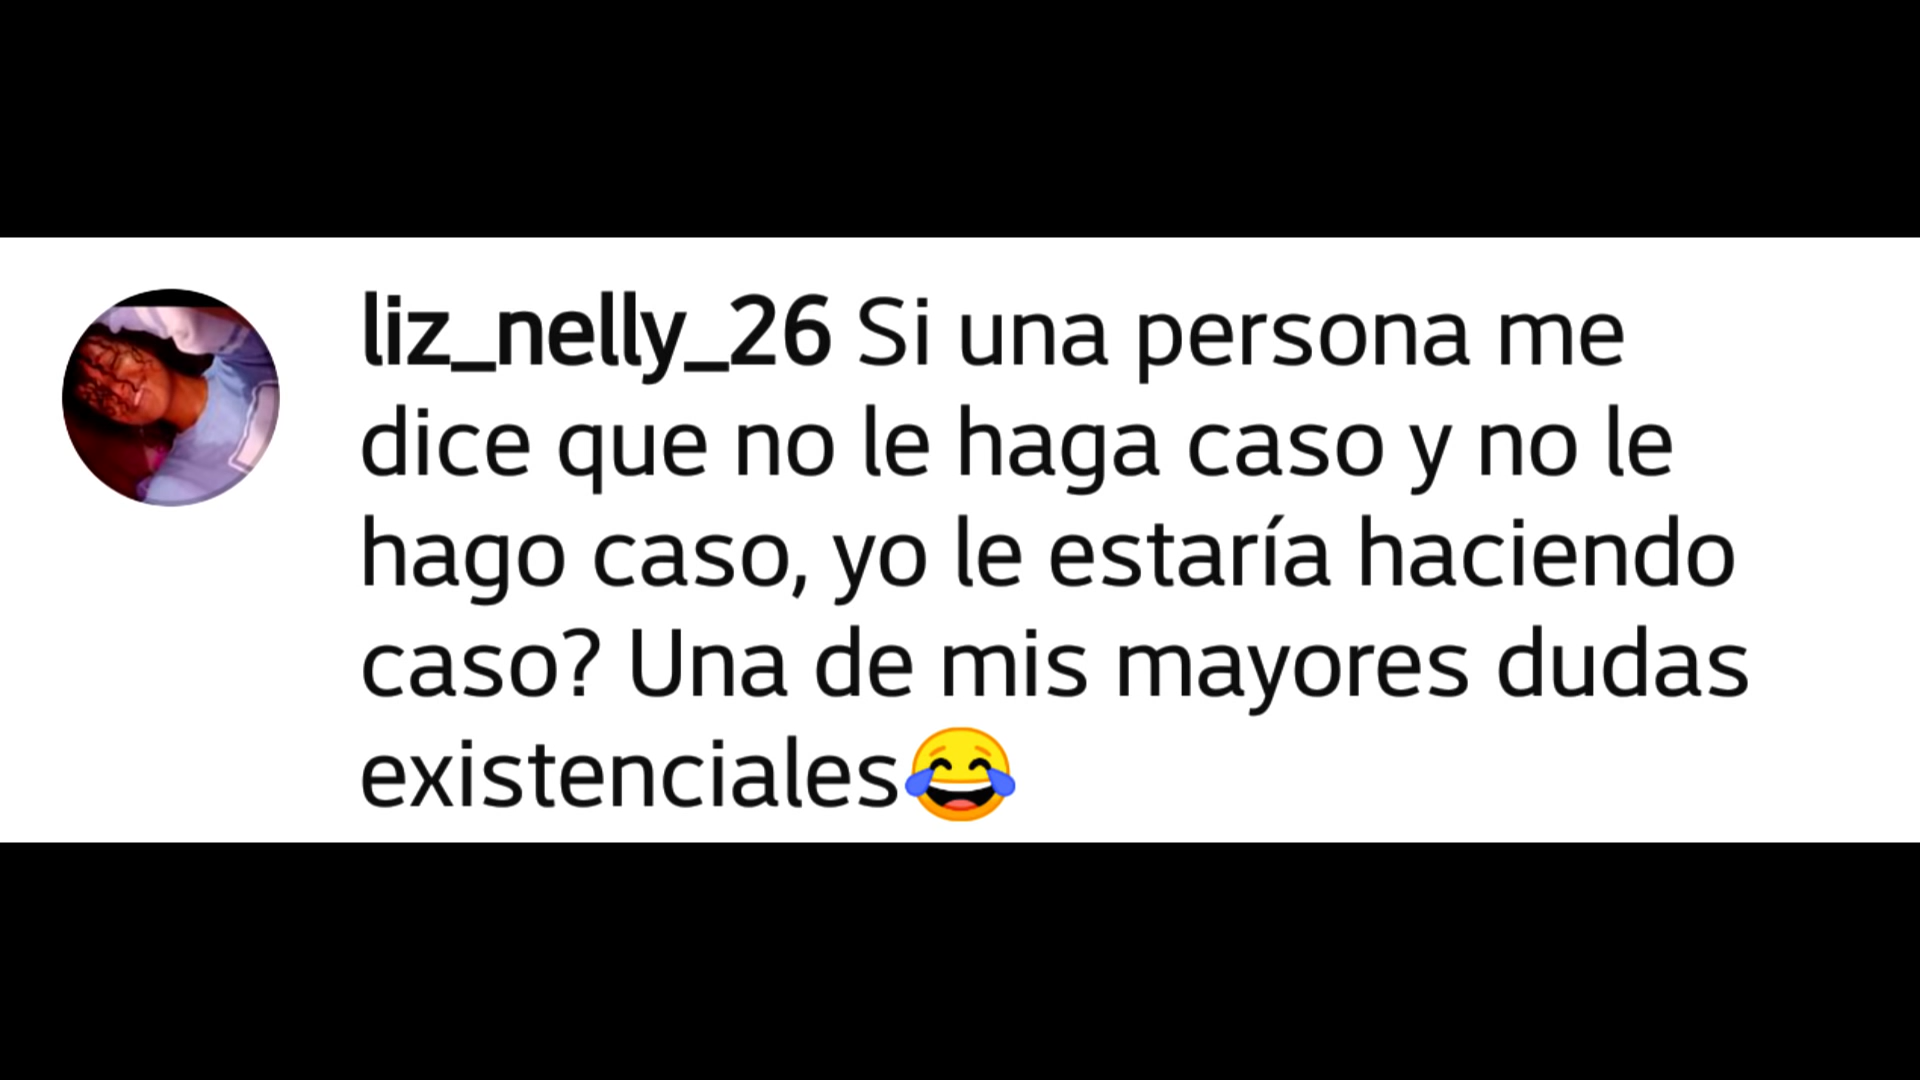 liz_nelly_26 Si una persona me
dice que no le haga caso y no le
hago caso, yo le estaría haciendo
caso? Una de mis mayores dudas
existenciales😂